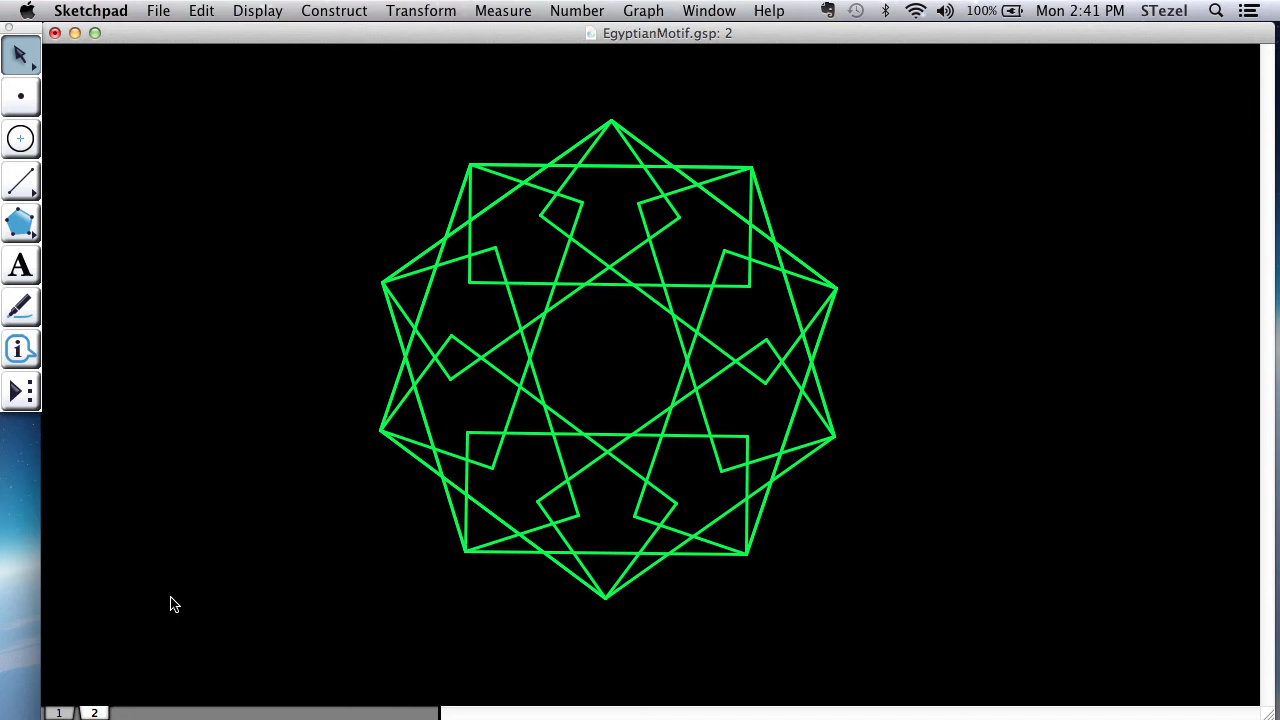 Sketchpad File Edit Display Construct Transform Measure Number Graph Window Help 100% Mon 2:41 PM STezel
EgyptianMotif.gsp: 2
A
i
1 2